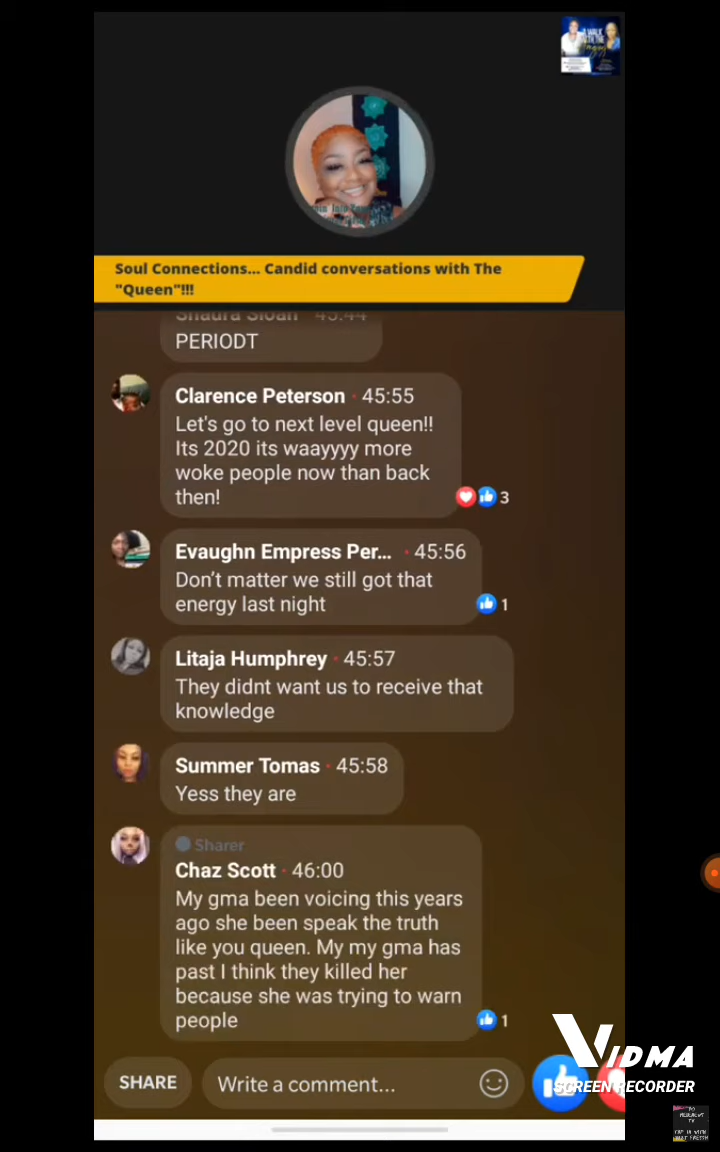 Soul Connections... Candid conversations with The
"Queen"!!!
Shaura Sloan 45:44
PERIODT
Clarence Peterson · 45:55
Let's go to next level queen!!
Its 2020 its waayyyy more
woke people now than back
then!
3
Evaughn Empress Per... · 45:56
Don't matter we still got that
energy last night
1
Litaja Humphrey · 45:57
They didnt want us to receive that
knowledge
Summer Tomas · 45:58
Yess they are
Sharer
Chaz Scott · 46:00
My gma been voicing this years
ago she been speak the truth
like you queen. My my gma has
past I think they killed her
because she was trying to warn
people
1
SHARE
Write a comment...
VIDMA
SCREEN RECORDER